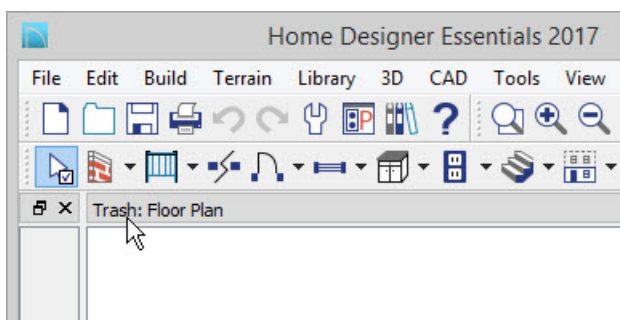 Home Designer Essentials 2017
File Edit Build Terrain Library 3D CAD Tools View
P ?
Trash: Floor Plan